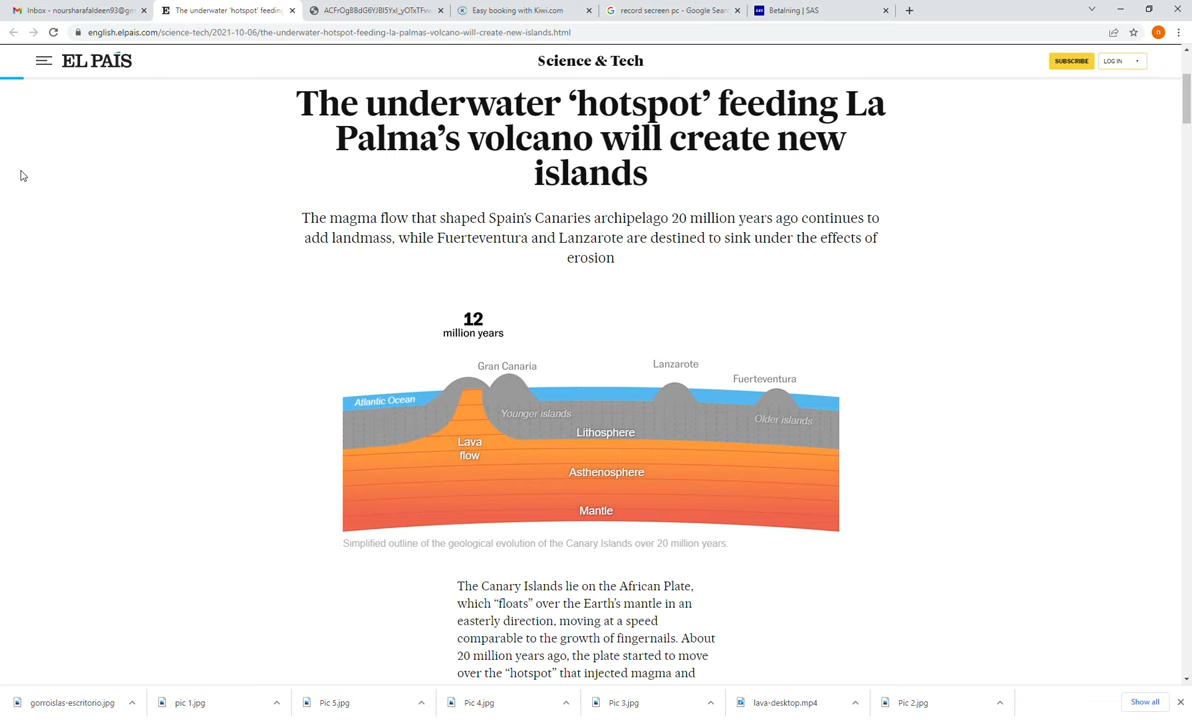 Inbox - noursharafaldeen93@gm
The underwater 'hotspot' feeding
ACFrOgBBdG6YJBl5YxI_yOTxTFv
Easy booking with Kiwi.com
record secreen pc - Google Sear
Betalning | SAS
english.elpais.com/science-tech/2021-10-06/the-underwater-hotspot-feeding-la-palmas-volcano-will-create-new-islands.html
n
EL PAÍS
Science & Tech
SUBSCRIBE
LOG IN
The underwater ‘hotspot’ feeding La
Palma’s volcano will create new
islands
The magma flow that shaped Spain’s Canaries archipelago 20 million years ago continues to
add landmass, while Fuerteventura and Lanzarote are destined to sink under the effects of
erosion
12
million years
Gran Canaria
Lanzarote
Fuerteventura
Atlantic Ocean
Younger islands
Older islands
Lithosphere
Lava
flow
Asthenosphere
Mantle
Simplified outline of the geological evolution of the Canary Islands over 20 million years.
The Canary Islands lie on the African Plate,
which “floats” over the Earth’s mantle in an
easterly direction, moving at a speed
comparable to the growth of fingernails. About
20 million years ago, the plate started to move
over the “hotspot” that injected magma and
gorroislas-escritorio.jpg
pic 1.jpg
Pic 5.jpg
Pic 4.jpg
Pic 3.jpg
lava-desktop.mp4
Pic 2.jpg
Show all